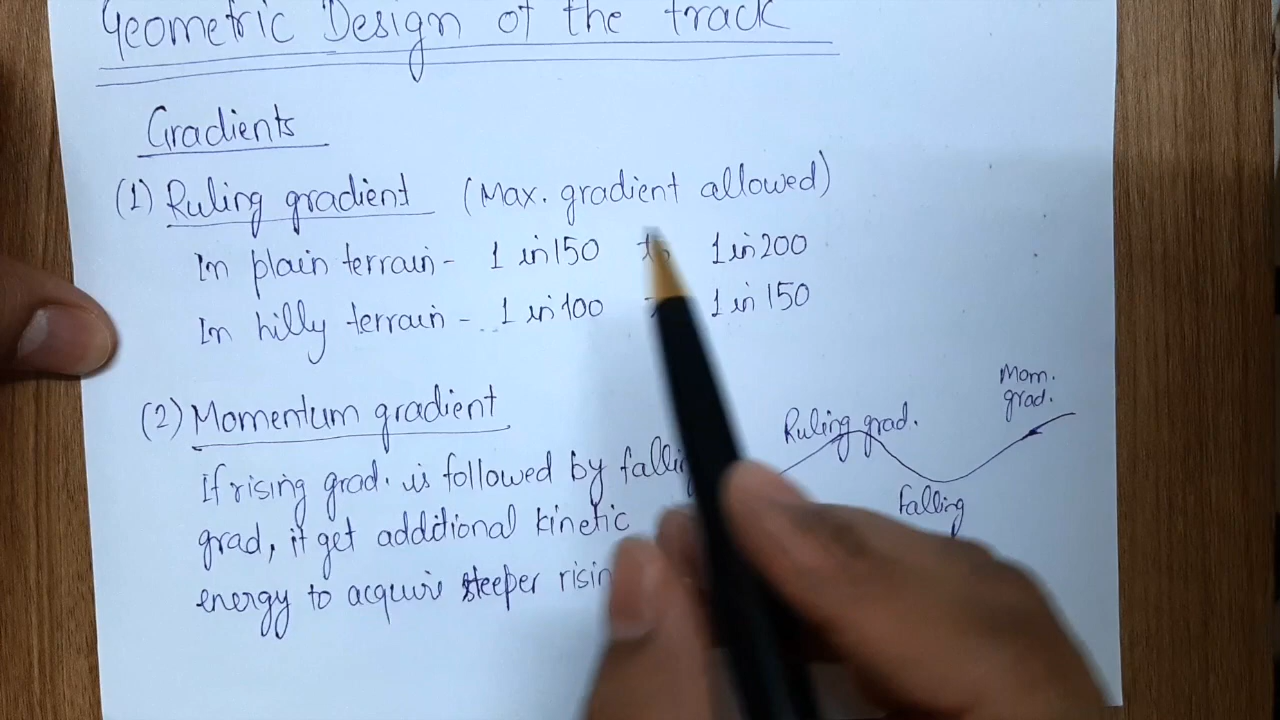 Geometric Design of the track
Gradients
(1) Ruling gradient (Max. gradient allowed)
In plain terrain - 1 in 150 to 1 in 200
In hilly terrain - 1 in 100 1 in 150
(2) Momentum gradient
If rising grad. is followed by
grad, it get additional kinetic
energy to acquire steeper
Ruling grad.
Falling
Mom.
grad.